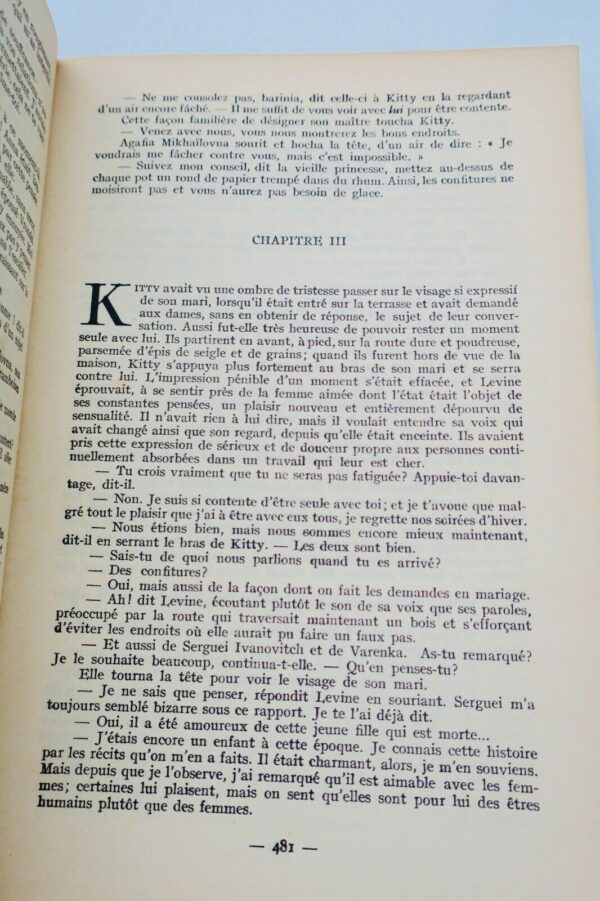 — Ne me consolez pas, barinia, dit celle-ci à Kitty en la regardant
d'un air encore fâché. — Il me suffit de vous voir avec lui pour être contente.
Cette façon familière de désigner son maître toucha Kitty.
— Venez avec nous, vous nous montrerez les bons endroits.
Agafia Mikhaïlovna sourit et hocha la tête, d'un air de dire : « Je
voudrais me fâcher contre vous, mais c'est impossible. »
— Suivez mon conseil, dit la vieille princesse, mettez au-dessus de
chaque pot un rond de papier trempé dans du rhum. Ainsi, les confitures ne
moisiront pas et vous n'aurez pas besoin de glace.
CHAPITRE III
KITTY avait vu une ombre de tristesse passer sur le visage si expressif
de son mari, lorsqu'il était entré sur la terrasse et avait demandé
aux dames, sans en obtenir de réponse, le sujet de leur conver-
sation. Aussi fut-elle très heureuse de pouvoir rester un moment
seule avec lui. Ils partirent en avant, à pied, sur la route dure et poudreuse,
parsemée d'épis de seigle et de grains; quand ils furent hors de vue de la
maison, Kitty s'appuya plus fortement au bras de son mari et se serra
contre lui. L'impression pénible d'un moment s'était effacée, et Levine
éprouvait, à se sentir près de la femme aimée dont l'état était l'objet de
ses constantes pensées, un plaisir nouveau et entièrement dépourvu de
sensualité. Il n'avait rien à lui dire, mais il voulait entendre sa voix qui
avait changé ainsi que son regard, depuis qu'elle était enceinte. Ils avaient
pris cette expression de sérieux et de douceur propre aux personnes conti-
nuellement absorbées dans un travail qui leur est cher.
— Tu crois vraiment que tu ne seras pas fatiguée? Appuie-toi davan-
tage, dit-il.
— Non. Je suis si contente d'être seule avec toi; et je t'avoue que mal-
gré tout le plaisir que j'ai à être avec eux tous, je regrette nos soirées d'hiver.
— Nous étions bien, mais nous sommes encore mieux maintenant,
dit-il en serrant le bras de Kitty. — Les deux sont bien.
— Sais-tu de quoi nous parlions quand tu es arrivé?
— Des confitures?
— Oui, mais aussi de la façon dont on fait les demandes en mariage.
— Ah! dit Levine, écoutant plutôt le son de sa voix que ses paroles,
préoccupé par la route qui traversait maintenant un bois et s'efforçant
d'éviter les endroits où elle aurait pu faire un faux pas.
— Et aussi de Serguei Ivanovitch et de Varenka. As-tu remarqué?
Je le souhaite beaucoup, continua-t-elle. — Qu'en penses-tu?
Elle tourna la tête pour voir le visage de son mari.
— Je ne sais que penser, répondit Levine en souriant. Serguei m'a
toujours semblé bizarre sous ce rapport. Je te l'ai déjà dit.
— Oui, il a été amoureux de cette jeune fille qui est morte...
— J'étais encore un enfant à cette époque. Je connais cette histoire
par les récits qu'on m'en a faits. Il était charmant, alors, je m'en souviens.
Mais depuis que je l'observe, j'ai remarqué qu'il est aimable avec les fem-
mes; certaines lui plaisent, mais on sent qu'elles sont pour lui des êtres
humains plutôt que des femmes.
— 481 —